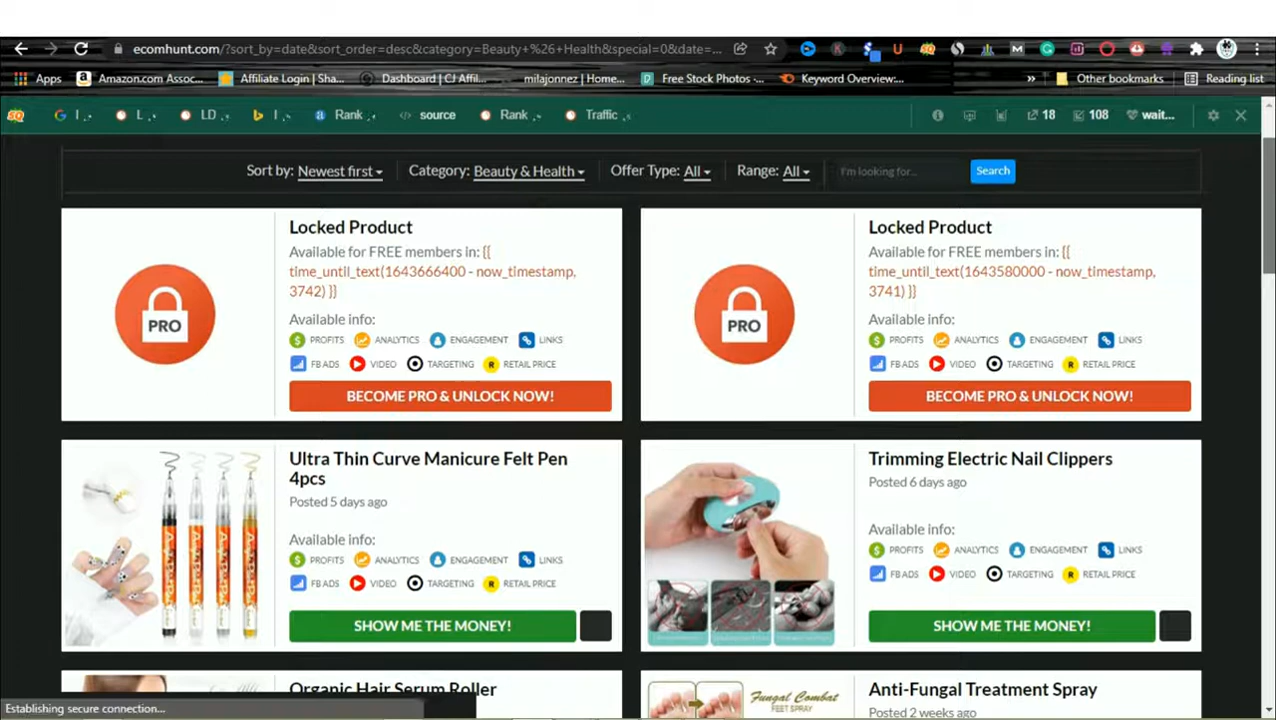 ecomhunt.com/?sort_by=date&sort_order=desc&category=Beauty+%26+Health&special=0&date=...
Apps
Amazon.com Assoc...
Affiliate Login | Sha...
Dashboard | CJ Affil...
milajonnez | Home...
Free Stock Photos -...
Keyword Overview:...
»
Other bookmarks
Reading list
SQ
I
L
LD
I
Rank
source
Rank
Traffic
18
108
wait...
Sort by: Newest first
Category: Beauty & Health
Offer Type: All
Range: All
I'm looking for...
Search
PRO
Locked Product
Available for FREE members in: {{
time_until_text(1643666400 - now_timestamp,
3742) }}
Available info:
PROFITS ANALYTICS ENGAGEMENT LINKS
FB ADS VIDEO TARGETING RETAIL PRICE
BECOME PRO & UNLOCK NOW!
PRO
Locked Product
Available for FREE members in: {{
time_until_text(1643580000 - now_timestamp,
3741) }}
Available info:
PROFITS ANALYTICS ENGAGEMENT LINKS
FB ADS VIDEO TARGETING RETAIL PRICE
BECOME PRO & UNLOCK NOW!
Ultra Thin Curve Manicure Felt Pen
4pcs
Posted 5 days ago
Available info:
PROFITS ANALYTICS ENGAGEMENT LINKS
FB ADS VIDEO TARGETING RETAIL PRICE
SHOW ME THE MONEY!
Trimming Electric Nail Clippers
Posted 6 days ago
Available info:
PROFITS ANALYTICS ENGAGEMENT LINKS
FB ADS VIDEO TARGETING RETAIL PRICE
SHOW ME THE MONEY!
Organic Hair Serum Roller
Fungal Combat
FEET SPRAY
Anti-Fungal Treatment Spray
Posted 2 weeks ago
Establishing secure connection...